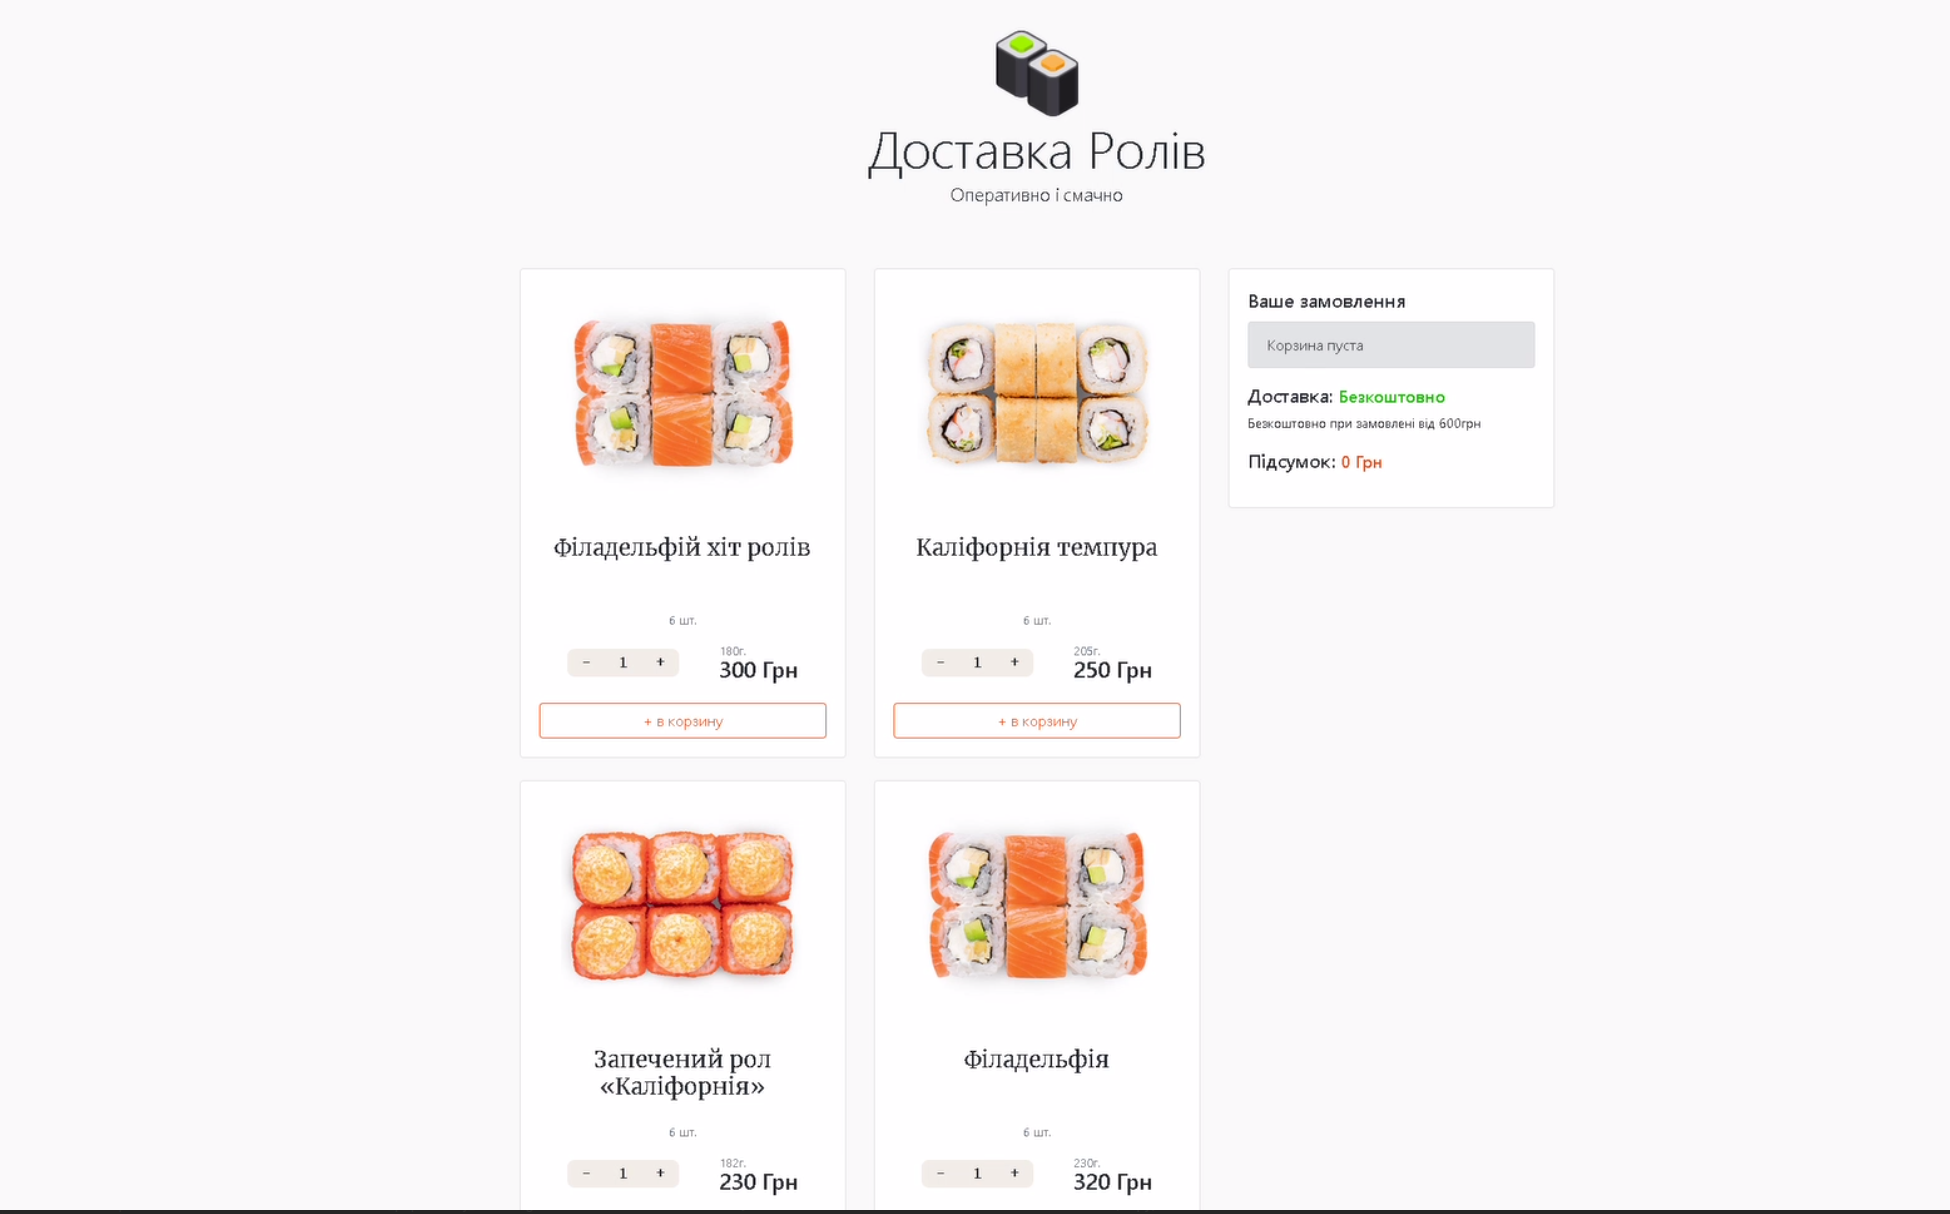 Доставка Ролів
Оперативно і смачно
Філадельфій хіт ролів
6 шт.
- 1 +
180г.
300 Грн
+ в корзину
Каліфорнія темпура
6 шт.
- 1 +
205г.
250 Грн
+ в корзину
Ваше замовлення
Корзина пуста
Доставка: Безкоштовно
Безкоштовно при замовлені від 600грн
Підсумок: 0 Грн
Запечений рол
«Каліфорнія»
6 шт.
- 1 +
182г.
230 Грн
Філадельфія
6 шт.
- 1 +
230г.
320 Грн